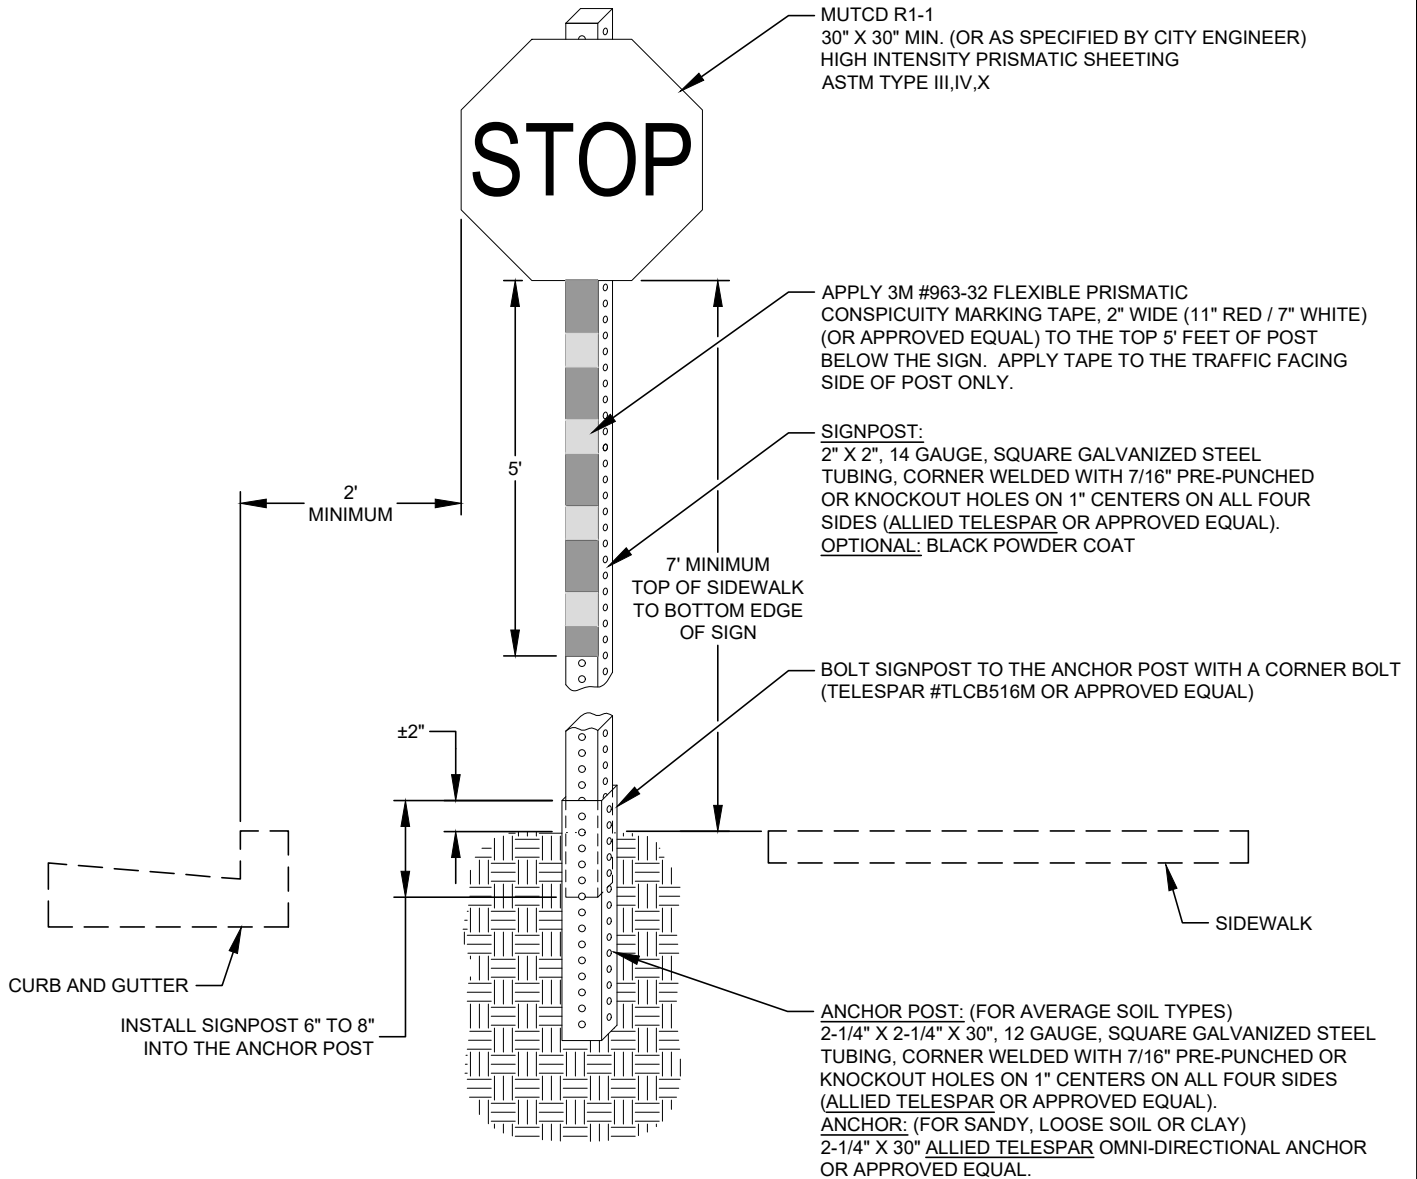 MUTCD R1-1
30" X 30" MIN. (OR AS SPECIFIED BY CITY ENGINEER)
HIGH INTENSITY PRISMATIC SHEETING
ASTM TYPE III,IV,X
STOP
APPLY 3M #963-32 FLEXIBLE PRISMATIC
CONSPICUITY MARKING TAPE, 2" WIDE (11" RED / 7" WHITE)
(OR APPROVED EQUAL) TO THE TOP 5' FEET OF POST
BELOW THE SIGN. APPLY TAPE TO THE TRAFFIC FACING
SIDE OF POST ONLY.
SIGNPOST:
2" X 2", 14 GAUGE, SQUARE GALVANIZED STEEL
TUBING, CORNER WELDED WITH 7/16" PRE-PUNCHED
OR KNOCKOUT HOLES ON 1" CENTERS ON ALL FOUR
SIDES (ALLIED TELESPAR OR APPROVED EQUAL).
OPTIONAL: BLACK POWDER COAT
5'
2'
MINIMUM
7' MINIMUM
TOP OF SIDEWALK
TO BOTTOM EDGE
OF SIGN
BOLT SIGNPOST TO THE ANCHOR POST WITH A CORNER BOLT
(TELESPAR #TLCB516M OR APPROVED EQUAL)
±2"
SIDEWALK
CURB AND GUTTER
INSTALL SIGNPOST 6" TO 8"
INTO THE ANCHOR POST
ANCHOR POST: (FOR AVERAGE SOIL TYPES)
2-1/4" X 2-1/4" X 30", 12 GAUGE, SQUARE GALVANIZED STEEL
TUBING, CORNER WELDED WITH 7/16" PRE-PUNCHED OR
KNOCKOUT HOLES ON 1" CENTERS ON ALL FOUR SIDES
(ALLIED TELESPAR OR APPROVED EQUAL).
ANCHOR: (FOR SANDY, LOOSE SOIL OR CLAY)
2-1/4" X 30" ALLIED TELESPAR OMNI-DIRECTIONAL ANCHOR
OR APPROVED EQUAL.